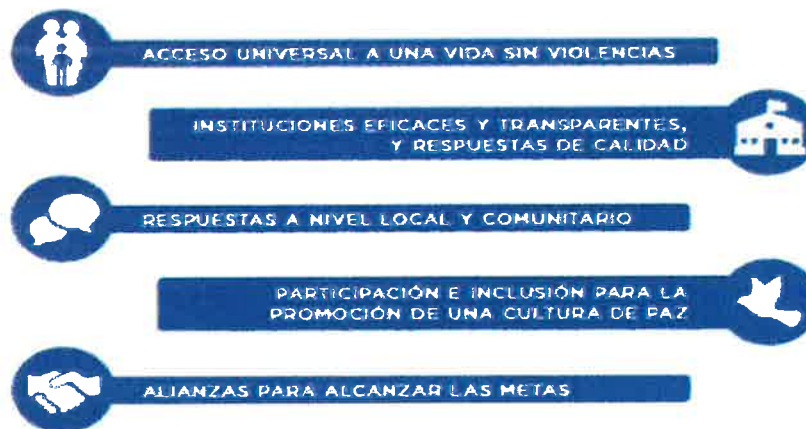 ACCESO UNIVERSAL A UNA VIDA SIN VIOLENCIAS
INSTITUCIONES EFICACES Y TRANSPARENTES,
Y RESPUESTAS DE CALIDAD
RESPUESTAS A NIVEL LOCAL Y COMUNITARIO
PARTICIPACIÓN E INCLUSIÓN PARA LA
PROMOCIÓN DE UNA CULTURA DE PAZ
ALIANZAS PARA ALCANZAR LAS METAS